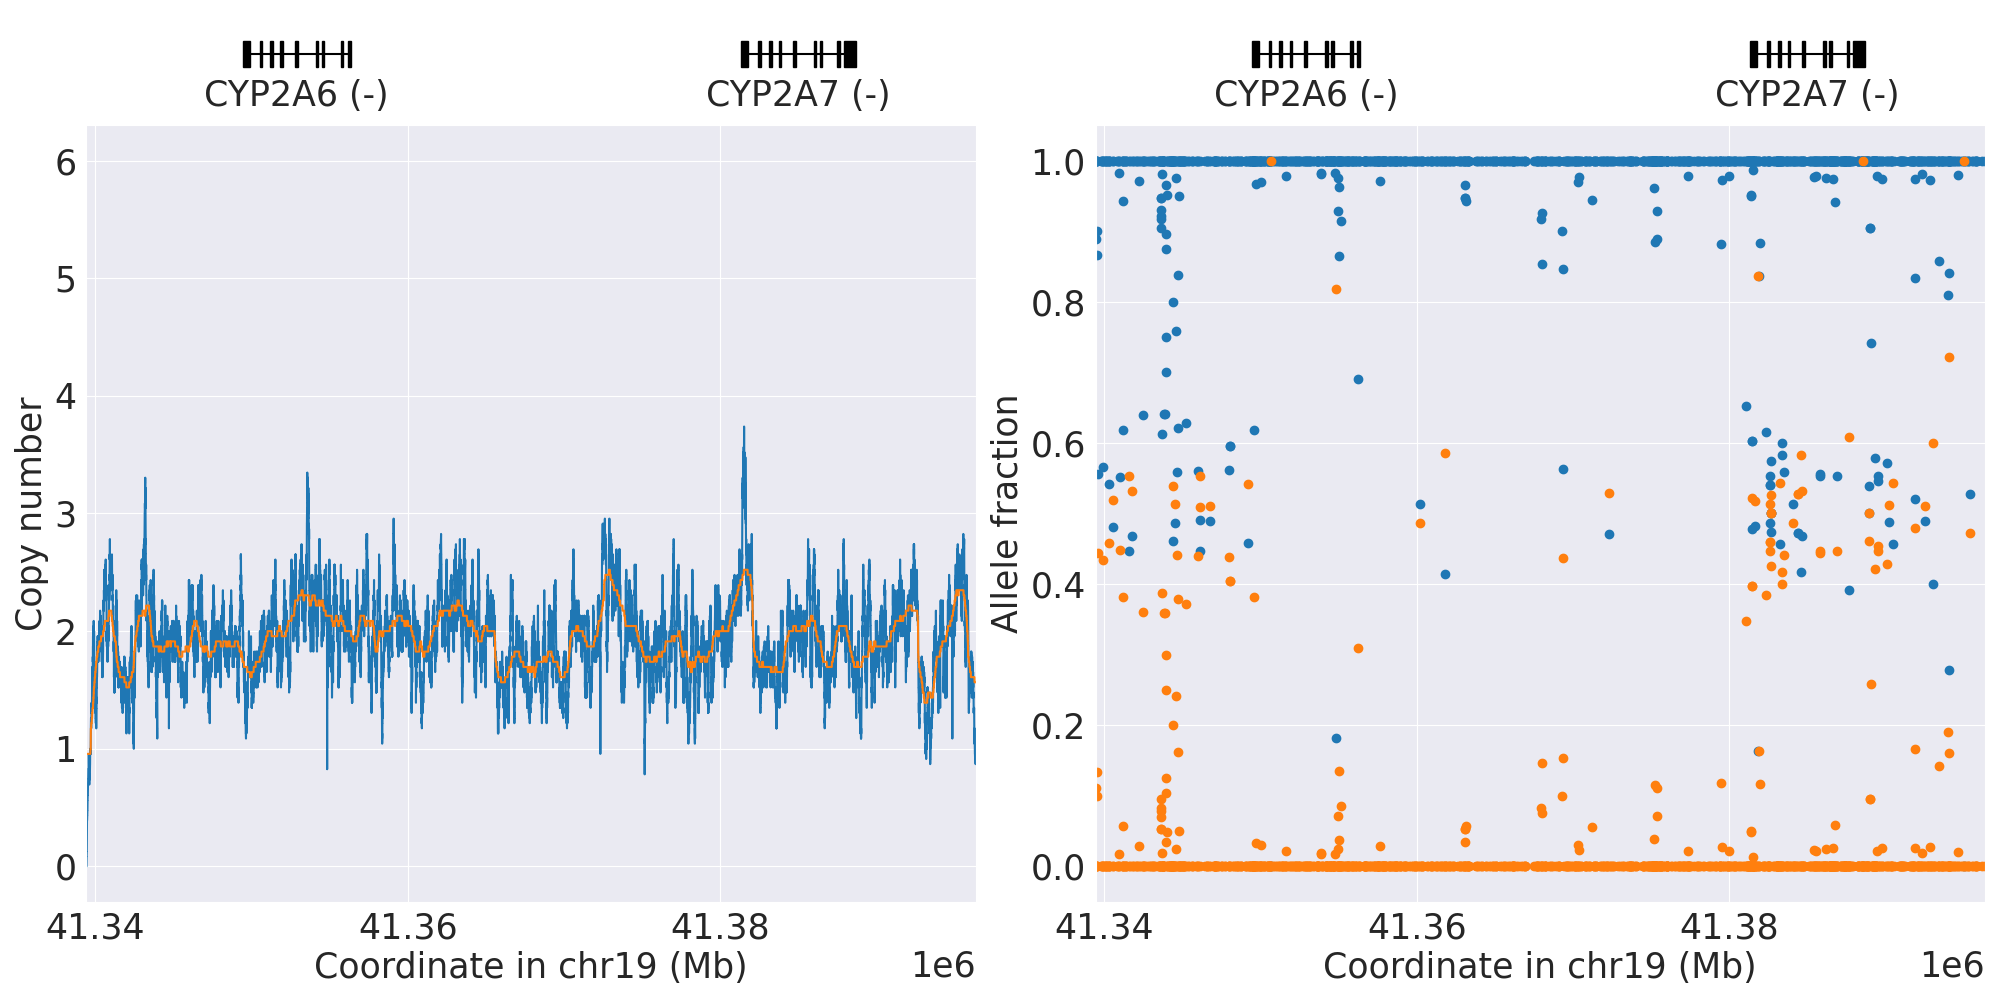 CYP2A6 (-)
CYP2A7 (-)
6
5
4
3
2
1
0
Copy number
41.34
41.36
41.38
1e6
Coordinate in chr19 (Mb)
CYP2A6 (-)
CYP2A7 (-)
1.0
0.8
0.6
0.4
0.2
0.0
Allele fraction
41.34
41.36
41.38
1e6
Coordinate in chr19 (Mb)